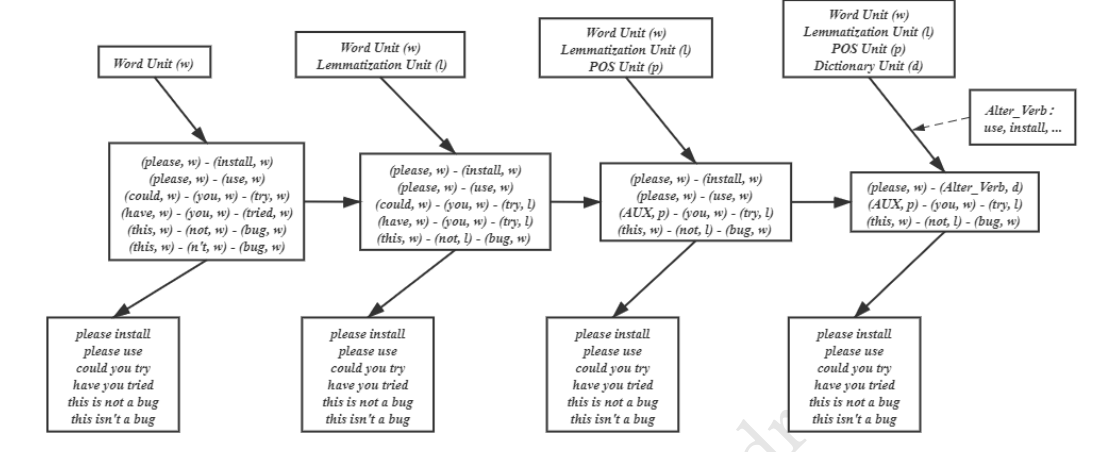 Word Unit (w)
Word Unit (w)
Lemmatization Unit (l)
Word Unit (w)
Lemmatization Unit (l)
POS Unit (p)
Word Unit (w)
Lemmatization Unit (l)
POS Unit (p)
Dictionary Unit (d)
Alter_Verb:
use, install, ...
(please, w) - (install, w)
(please, w) - (use, w)
(could, w) - (you, w) - (try, w)
(have, w) - (you, w) - (tried, w)
(this, w) - (not, w) - (bug, w)
(this, w) - (n't, w) - (bug, w)
(please, w) - (install, w)
(please, w) - (use, w)
(could, w) - (you, w) - (try, l)
(have, w) - (you, w) - (try, l)
(this, w) - (not, l) - (bug, w)
(please, w) - (install, w)
(please, w) - (use, w)
(AUX, p) - (you, w) - (try, l)
(this, w) - (not, l) - (bug, w)
(please, w) - (Alter_Verb, d)
(AUX, p) - (you, w) - (try, l)
(this, w) - (not, l) - (bug, w)
please install
please use
could you try
have you tried
this is not a bug
this isn't a bug
please install
please use
could you try
have you tried
this is not a bug
this isn't a bug
please install
please use
could you try
have you tried
this is not a bug
this isn't a bug
please install
please use
could you try
have you tried
this is not a bug
this isn't a bug